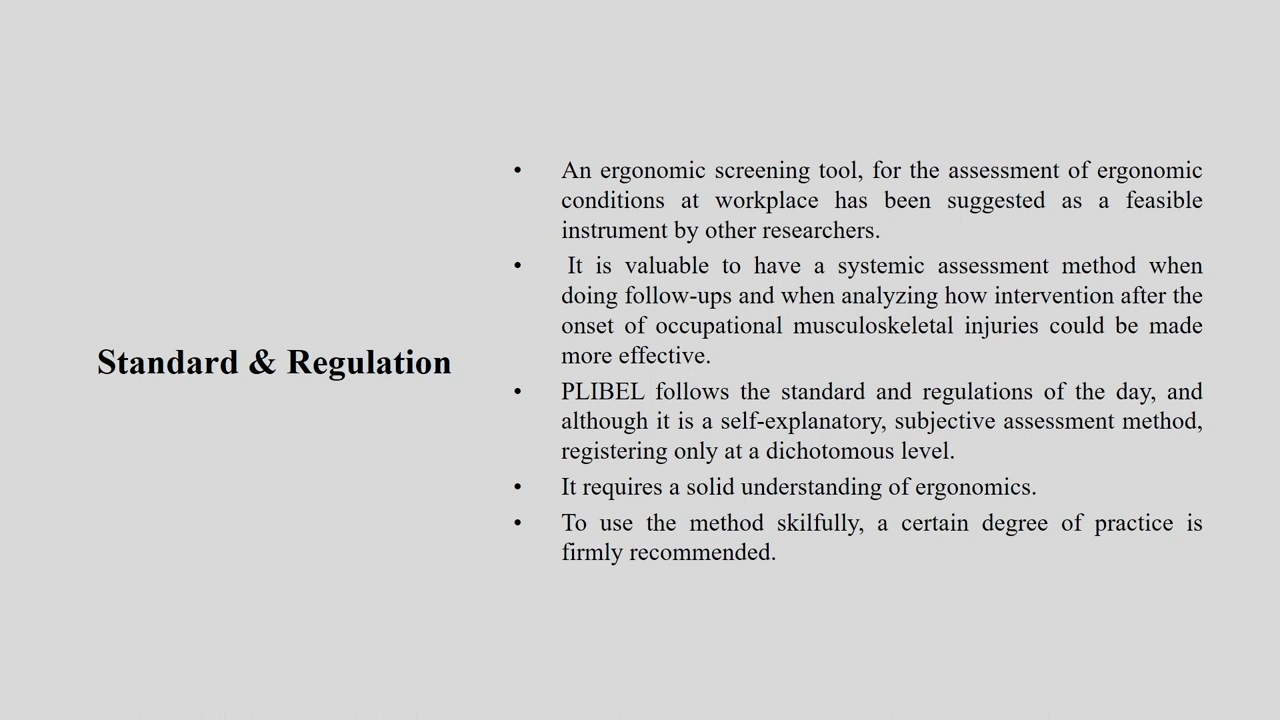 Standard & Regulation
• An ergonomic screening tool, for the assessment of ergonomic
conditions at workplace has been suggested as a feasible
instrument by other researchers.
• It is valuable to have a systemic assessment method when
doing follow-ups and when analyzing how intervention after the
onset of occupational musculoskeletal injuries could be made
more effective.
• PLIBEL follows the standard and regulations of the day, and
although it is a self-explanatory, subjective assessment method,
registering only at a dichotomous level.
• It requires a solid understanding of ergonomics.
• To use the method skilfully, a certain degree of practice is
firmly recommended.